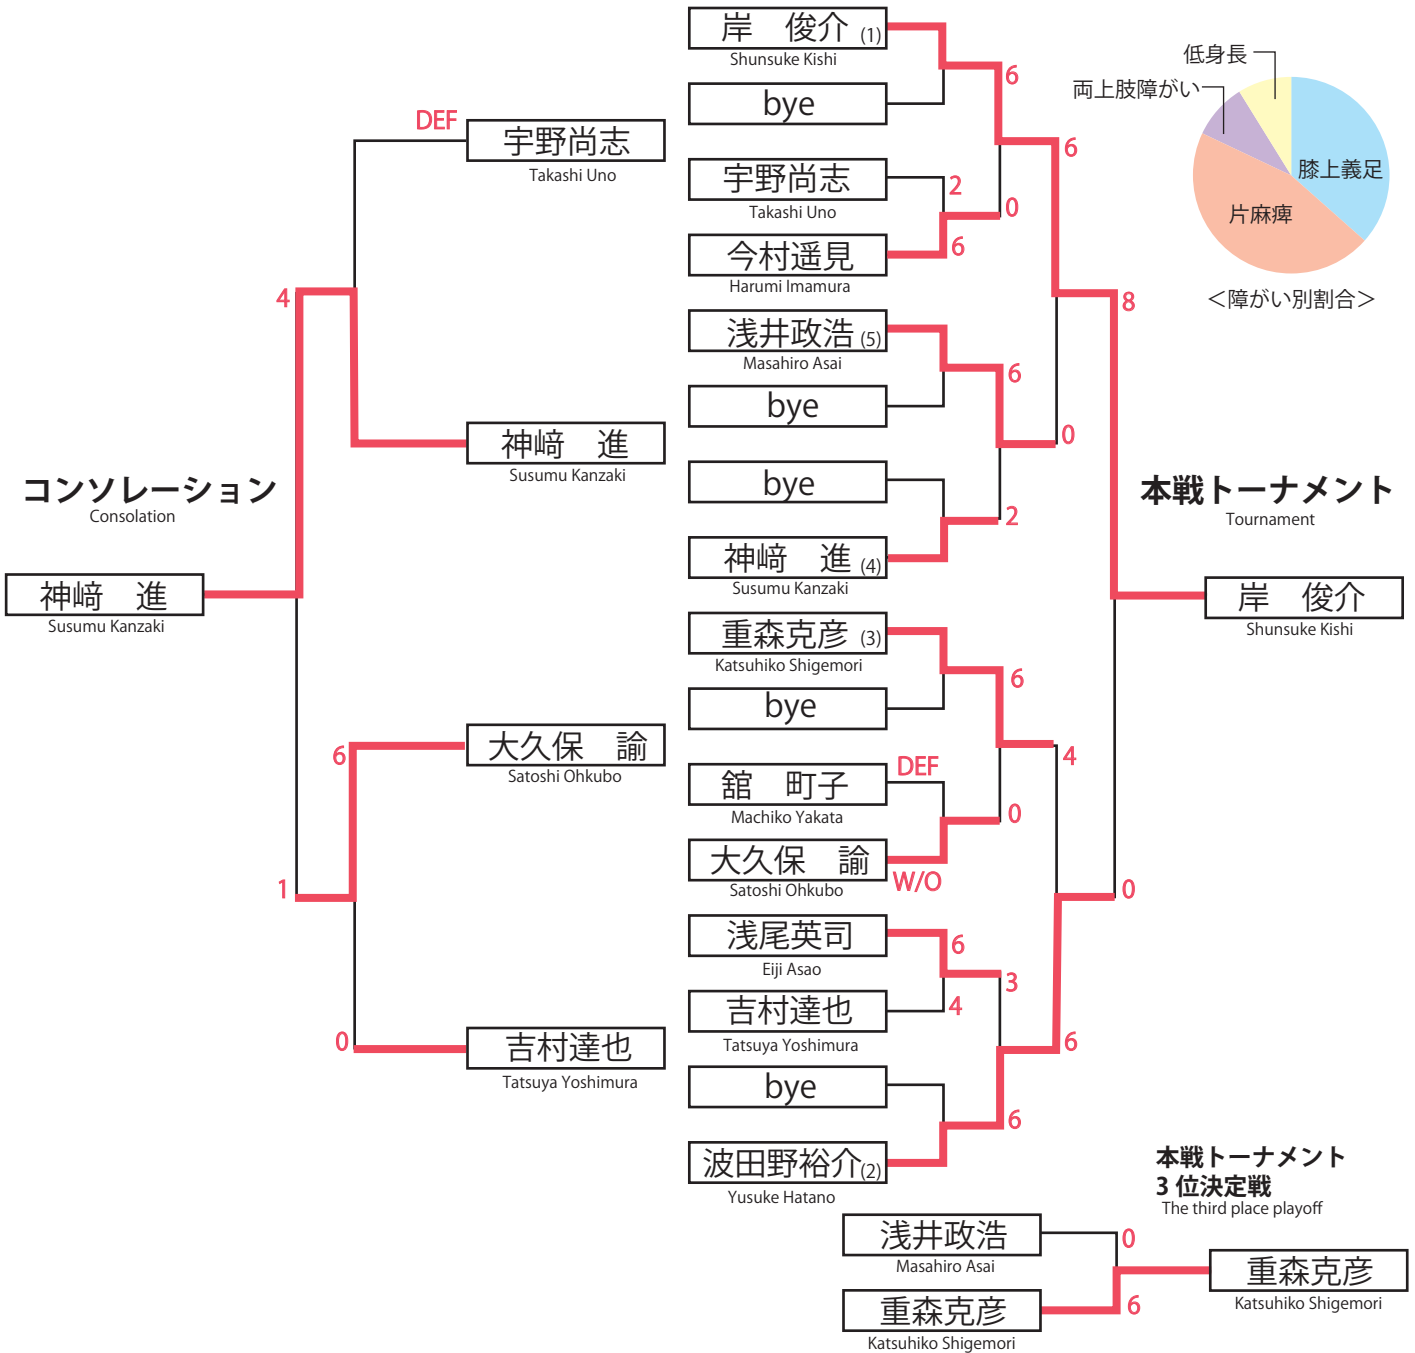 岸　俊介 (1)
Shunsuke Kishi
bye
宇野尚志
Takashi Uno
今村遥見
Harumi Imamura
浅井政浩 (5)
Masahiro Asai
bye
bye
神﨑　進 (4)
Susumu Kanzaki
重森克彦 (3)
Katsuhiko Shigemori
bye
舘　町子
Machiko Yakata
大久保　諭
Satoshi Ohkubo
浅尾英司
Eiji Asao
吉村達也
Tatsuya Yoshimura
bye
波田野裕介(2)
Yusuke Hatano
2
6
DEF
W/O
6
4
6
0
6
2
6
0
3
6
6
0
4
6
8
0
本戦トーナメント
Tournament
岸　俊介
Shunsuke Kishi
コンソレーション
Consolation
宇野尚志
Takashi Uno
神﨑　進
Susumu Kanzaki
大久保　諭
Satoshi Ohkubo
吉村達也
Tatsuya Yoshimura
DEF
6
0
4
1
神﨑　進
Susumu Kanzaki
低身長
両上肢障がい
膝上義足
片麻痺
＜障がい別割合＞
本戦トーナメント
3 位決定戦
The third place playoff
浅井政浩
Masahiro Asai
重森克彦
Katsuhiko Shigemori
0
6
重森克彦
Katsuhiko Shigemori